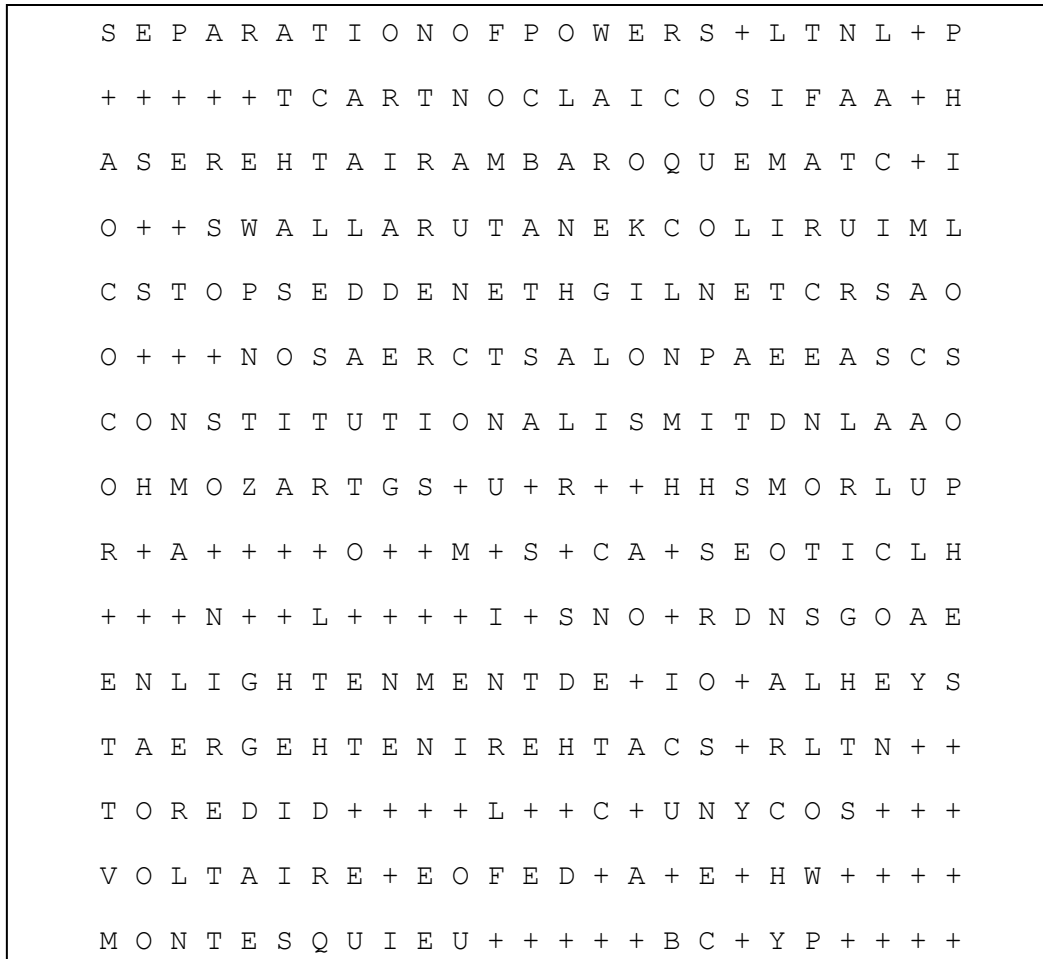 S E P A R A T I O N O F P O W E R S + L T N L + P
+ + + + + T C A R T N O C L A I C O S I F A A + H
A S E R E H T A I R A M B A R O Q U E M A T C + I
O + + S W A L L A R U T A N E K C O L I R U I M L
C S T O P S E D D E N E T H G I L N E T C R S A O
O + + + N O S A E R C T S A L O N P A E E A S C S
C O N S T I T U T I O N A L I S M I T D N L A A O
O H M O Z A R T G S + U + R + + H H S M O R L U P
R + A + + + + O + + M + S + C A + S E O T I C L H
+ + + N + + L + + + + I + S N O + R D N S G O A E
E N L I G H T E N M E N T D E + I O + A L H E Y S
T A E R G E H T E N I R E H T A C S + R L T N + +
T O R E D I D + + + + L + + C + U N Y C O S + + +
V O L T A I R E + E O F E D + A + E + H W + + + +
M O N T E S Q U I E U + + + + + B C + Y P + + + +